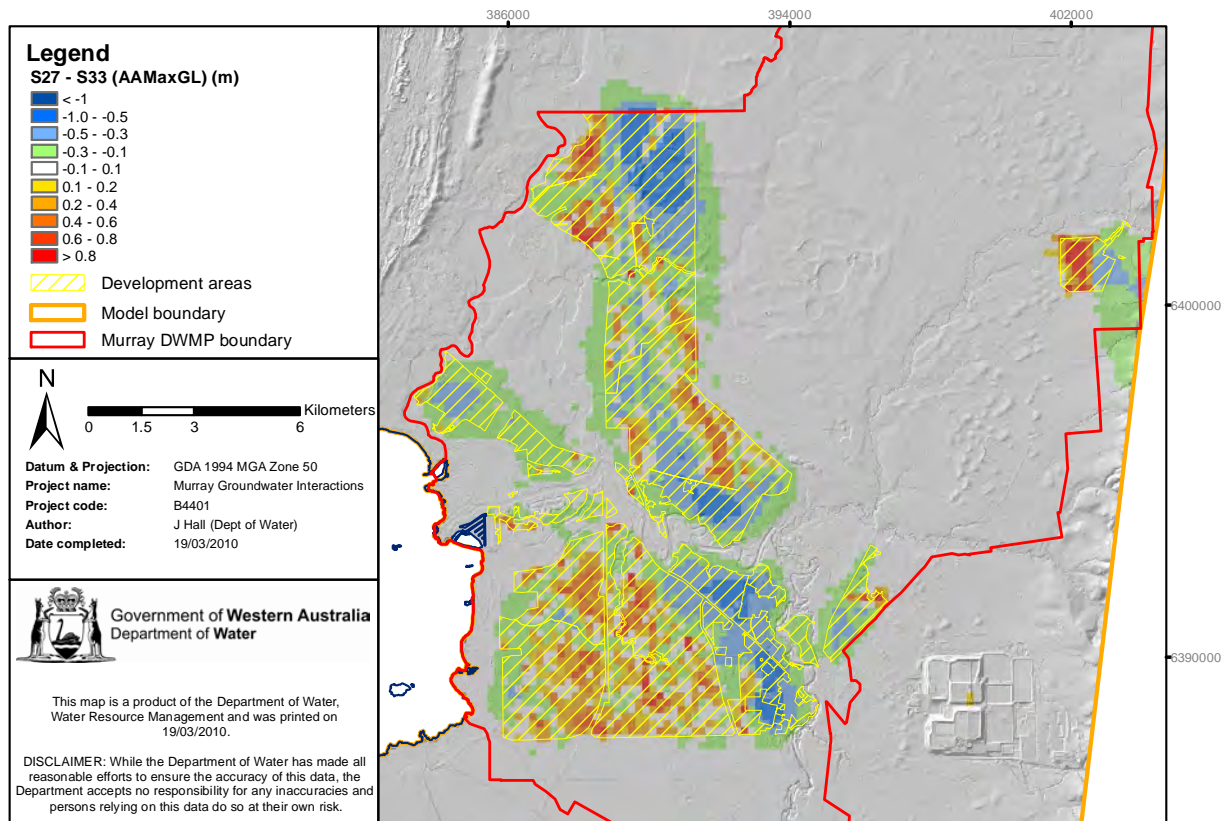 386000
394000
402000
Legend
S27 - S33 (AAMaxGL) (m)
< -1
-1.0 - -0.5
-0.5 - -0.3
-0.3 - -0.1
-0.1 - 0.1
0.1 - 0.2
0.2 - 0.4
0.4 - 0.6
0.6 - 0.8
> 0.8
Development areas
Model boundary
Murray DWMP boundary
6400000
N
Kilometers
0 1.5 3 6
Datum & Projection: GDA 1994 MGA Zone 50
Project name: Murray Groundwater Interactions
Project code: B4401
Author: J Hall (Dept of Water)
Date completed: 19/03/2010
Government of Western Australia
Department of Water
6390000
This map is a product of the Department of Water,
Water Resource Management and was printed on
19/03/2010.
DISCLAIMER: While the Department of Water has made all
reasonable efforts to ensure the accuracy of this data, the
Department accepts no responsibility for any inaccuracies and
persons relying on this data do so at their own risk.